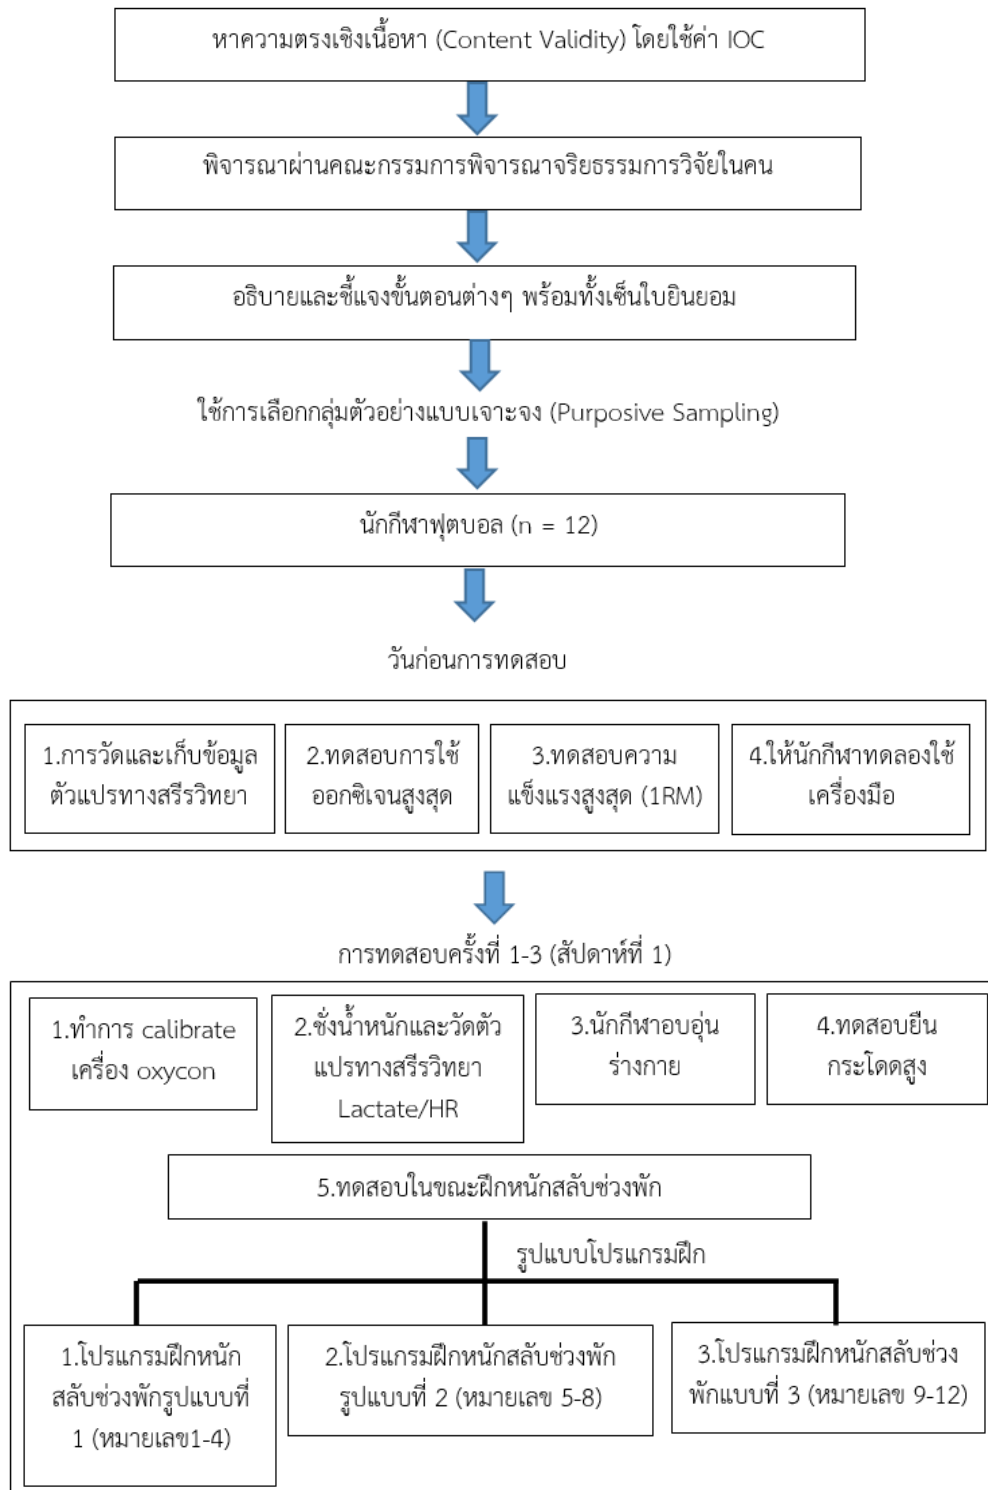 หาความตรงเชิงเนื้อหา (Content Validity) โดยใช้ค่า IOC
พิจารณาผ่านคณะกรรมการพิจารณาจริยธรรมการวิจัยในคน
อธิบายและชี้แจงขั้นตอนต่างๆ พร้อมทั้งเซ็นใบยินยอม
ใช้การเลือกกลุ่มตัวอย่างแบบเจาะจง (Purposive Sampling)
นักกีฬาฟุตบอล (n = 12)
วันก่อนการทดสอบ
1.การวัดและเก็บข้อมูล
ตัวแปรทางสรีรวิทยา
2.ทดสอบการใช้
ออกซิเจนสูงสุด
3.ทดสอบความ
แข็งแรงสูงสุด (1RM)
4.ให้นักกีฬาทดลองใช้
เครื่องมือ
การทดสอบครั้งที่ 1-3 (สัปดาห์ที่ 1)
1.ทำการ calibrate
เครื่อง oxycon
2.ชั่งน้ำหนักและวัดตัว
แปรทางสรีรวิทยา
Lactate/HR
3.นักกีฬาอบอุ่น
ร่างกาย
4.ทดสอบยืน
กระโดดสูง
5.ทดสอบในขณะฝึกหนักสลับช่วงพัก
รูปแบบโปรแกรมฝึก
1.โปรแกรมฝึกหนัก
สลับช่วงพักรูปแบบที่
1 (หมายเลข1-4)
2.โปรแกรมฝึกหนักสลับช่วงพัก
รูปแบบที่ 2 (หมายเลข 5-8)
3.โปรแกรมฝึกหนักสลับช่วง
พักแบบที่ 3 (หมายเลข 9-12)